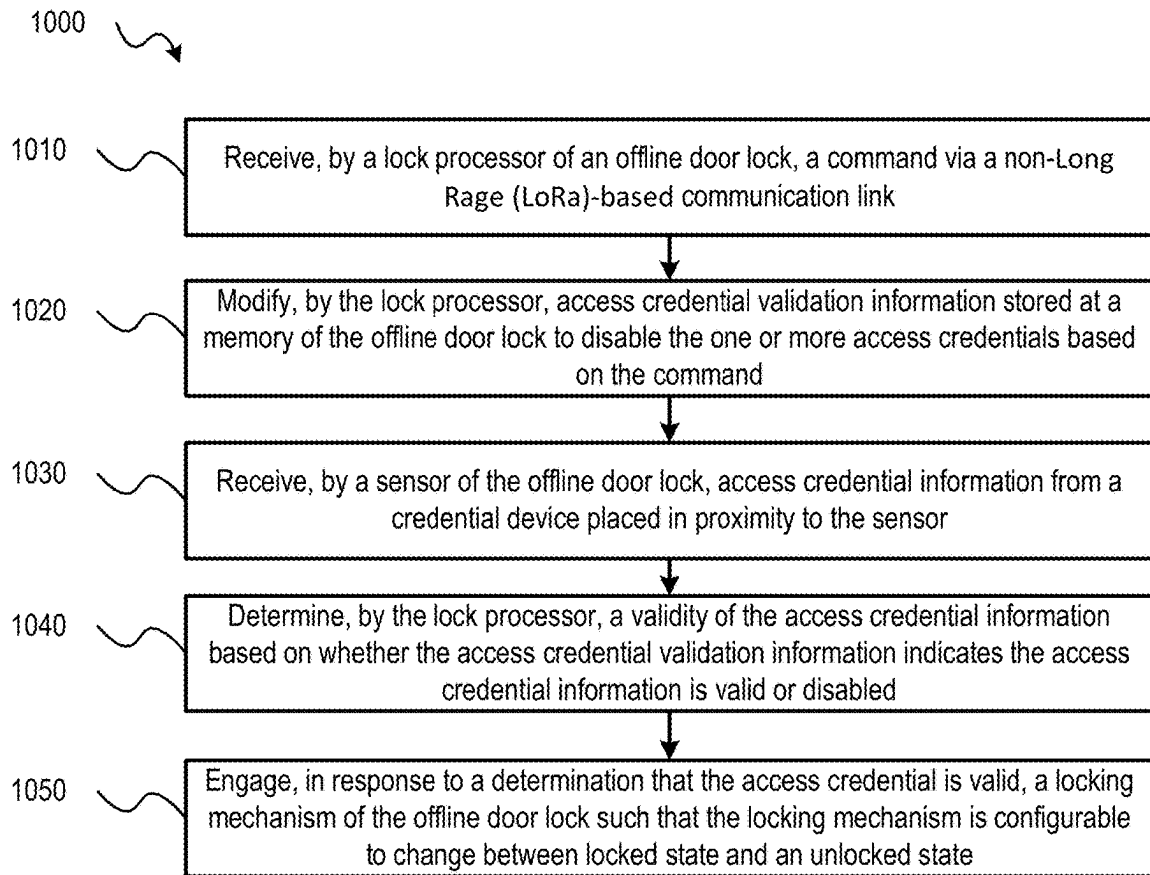 1000
1010
Receive, by a lock processor of an offline door lock, a command via a non-Long
Rage (LoRa)-based communication link
1020
Modify, by the lock processor, access credential validation information stored at a
memory of the offline door lock to disable the one or more access credentials based
on the command
1030
Receive, by a sensor of the offline door lock, access credential information from a
credential device placed in proximity to the sensor
1040
Determine, by the lock processor, a validity of the access credential information
based on whether the access credential validation information indicates the access
credential information is valid or disabled
1050
Engage, in response to a determination that the access credential is valid, a locking
mechanism of the offline door lock such that the locking mechanism is configurable
to change between locked state and an unlocked state